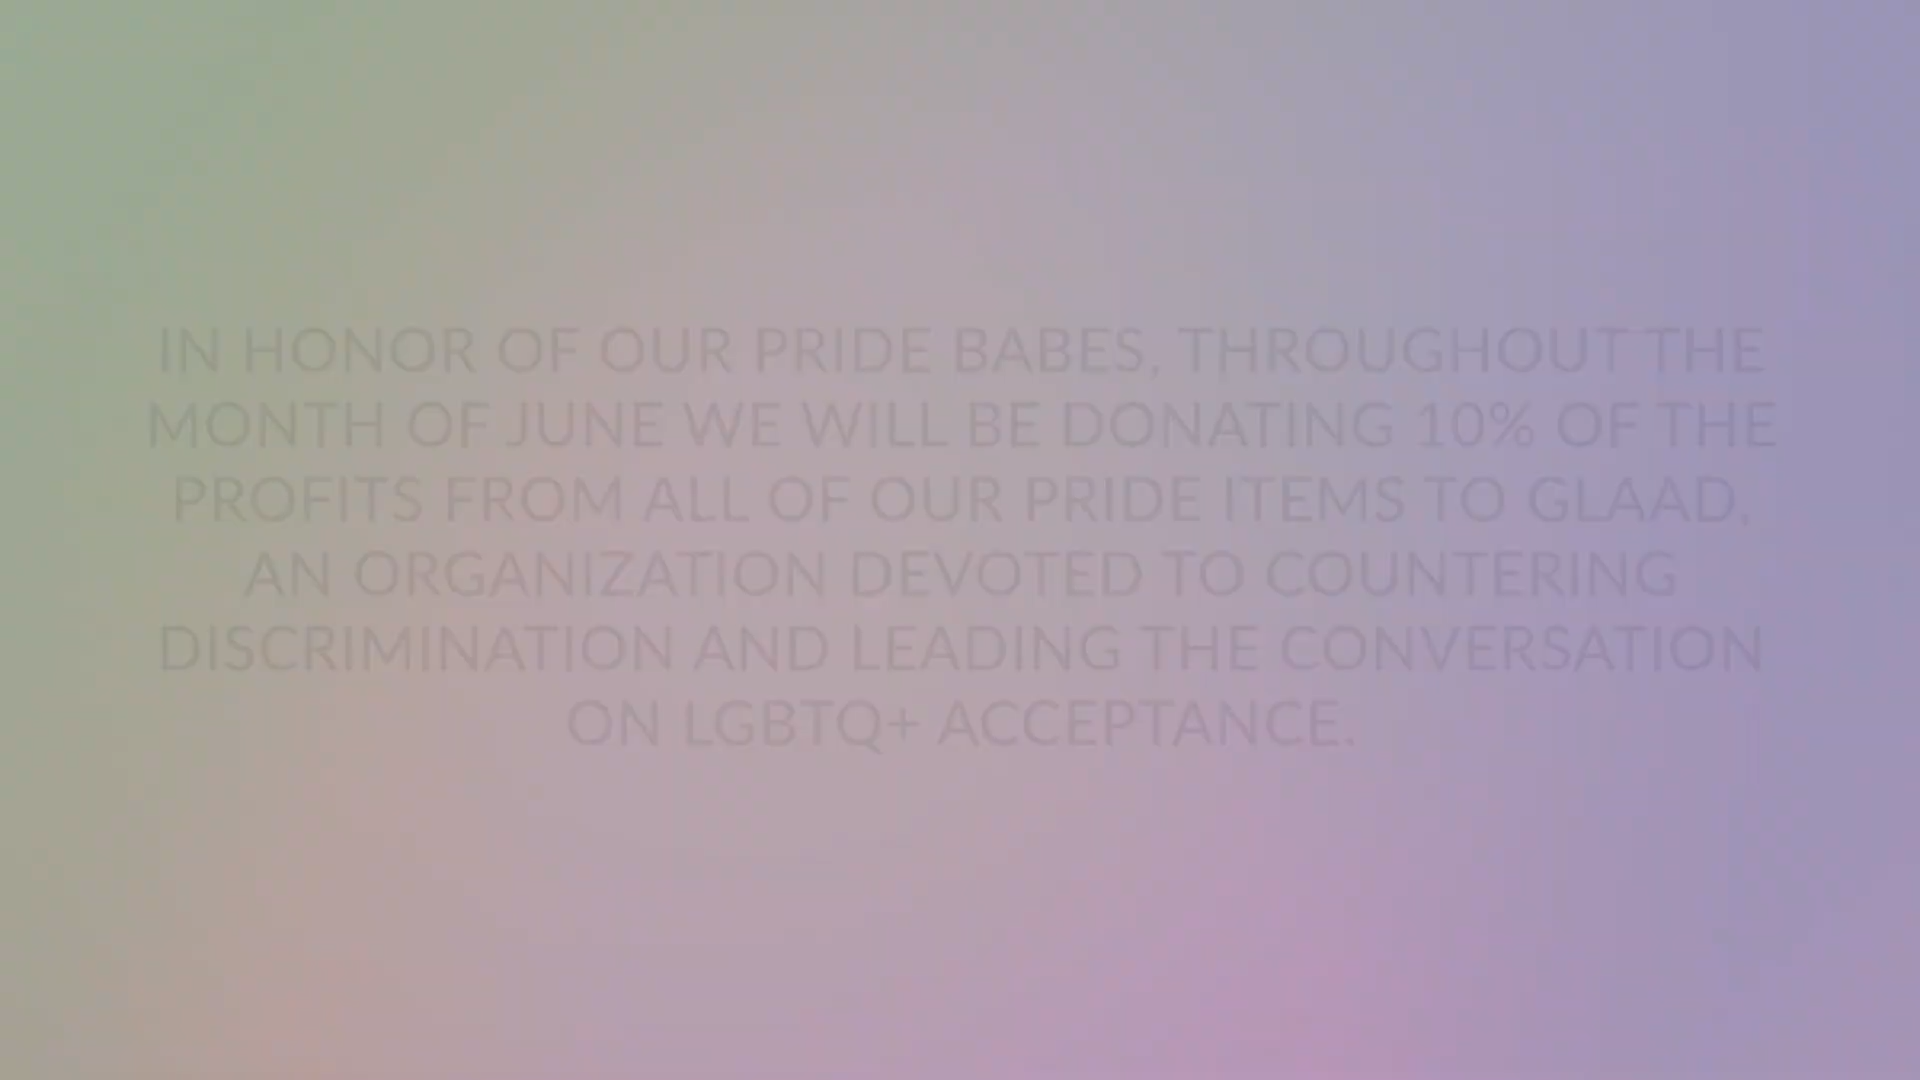 IN HONOR OF OUR PRIDE BABES, THROUGHOUT THE
MONTH OF JUNE WE WILL BE DONATING 10% OF THE
PROFITS FROM ALL OF OUR PRIDE ITEMS TO GLAAD,
AN ORGANIZATION DEVOTED TO COUNTERING
DISCRIMINATION AND LEADING THE CONVERSATION
ON LGBTQ+ ACCEPTANCE.